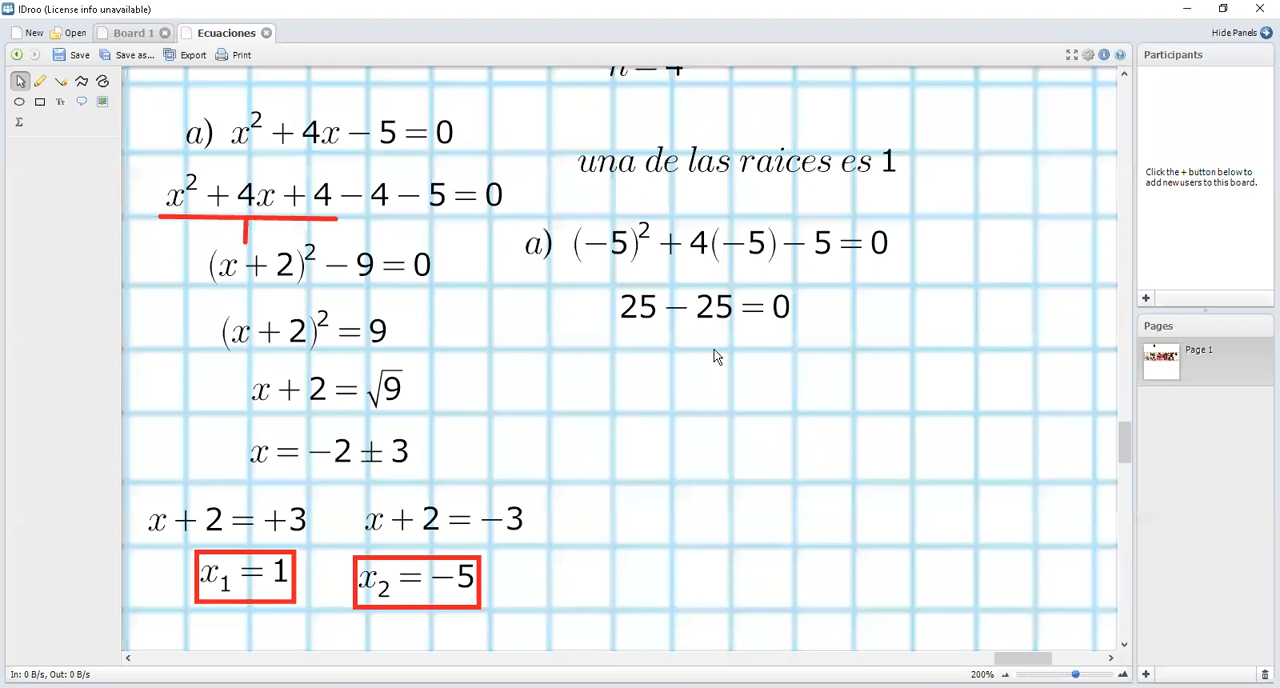 IDroo (License info unavailable)
New Open Board 1 Ecuaciones Hide Panels
Save Save as... Export Print
Participants
Click the + button below to
add new users to this board.
Pages
Page 1
a) x² + 4x − 5 = 0
x² + 4x + 4 − 4 − 5 = 0
(x + 2)² − 9 = 0
(x + 2)² = 9
x + 2 = √9
x = −2 ± 3
x + 2 = +3 x + 2 = −3
x₁ = 1 x₂ = −5
una de las raices es 1
a) (−5)² + 4(−5) − 5 = 0
25 − 25 = 0
In: 0 B/s, Out: 0 B/s 200%